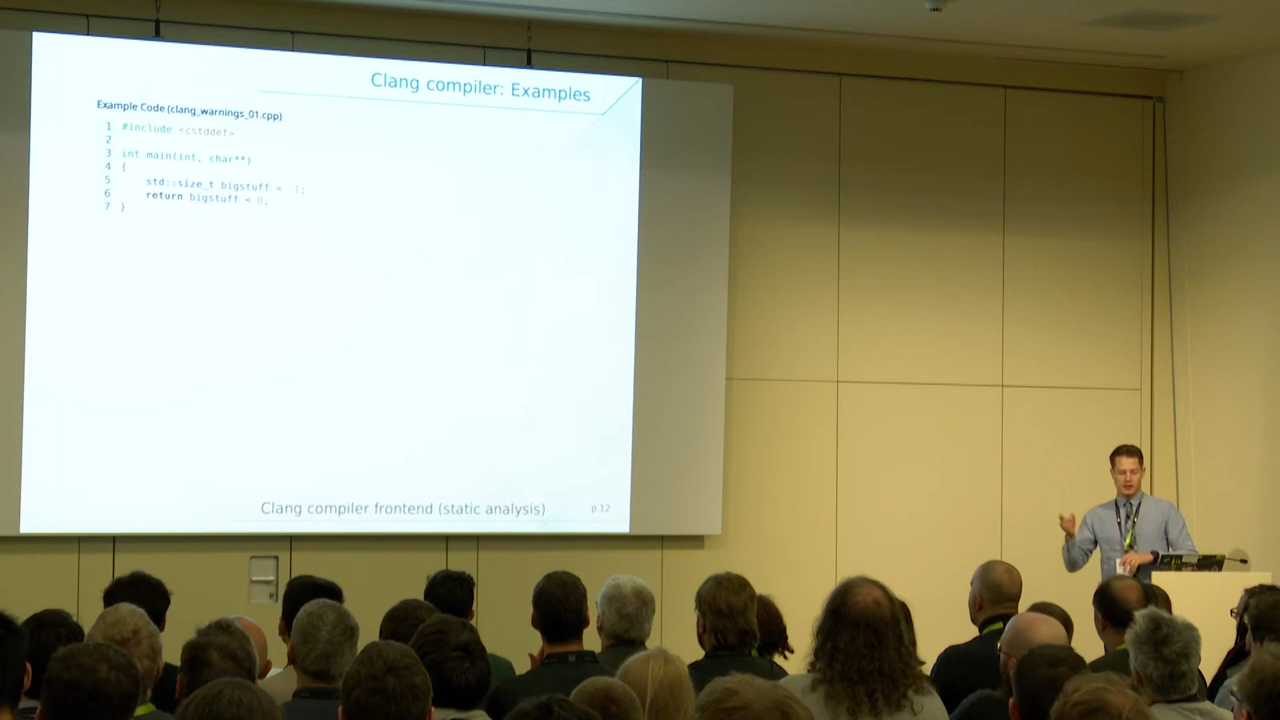 Clang compiler: Examples
Example Code (clang_warnings_01.cpp)
1 #include <cstddef>
2
3 int main(int, char**)
4 {
5 std::size_t bigstuff = -1;
6 return bigstuff < 0;
7 }
Clang compiler frontend (static analysis)
p.12